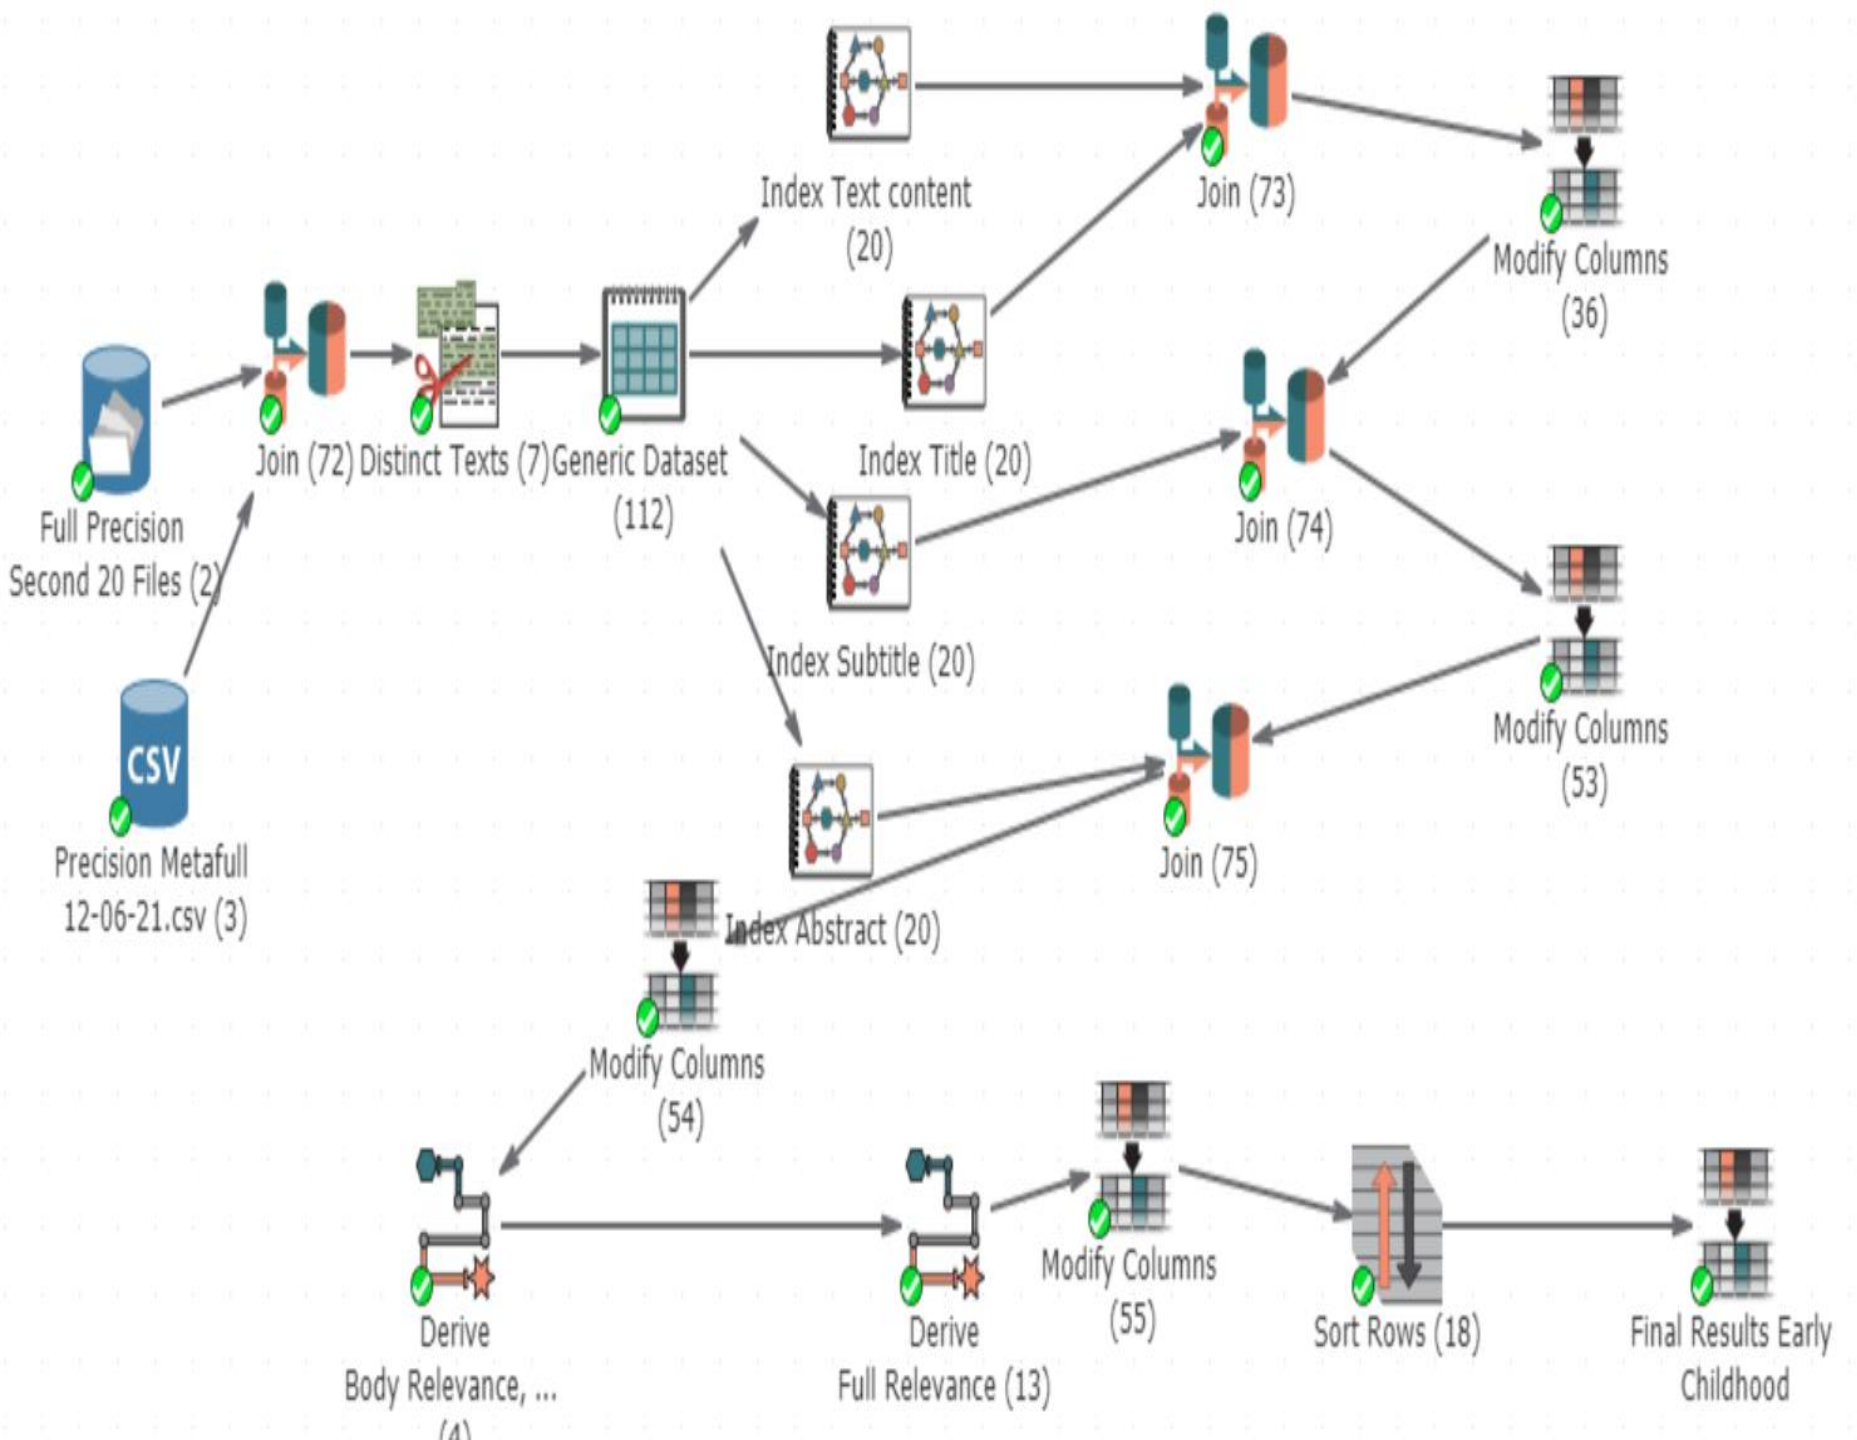 Index Text content
(20)
Join (73)
Modify Columns
(36)
Join (72)
Distinct Texts (7)
Generic Dataset
(112)
Index Title (20)
Join (74)
Full Precision
Second 20 Files (2)
Index Subtitle (20)
Modify Columns
(53)
CSV
Precision Metafull
12-06-21.csv (3)
Join (75)
Index Abstract (20)
Modify Columns
(54)
Modify Columns
(55)
Derive
Body Relevance, ...
(4)
Derive
Full Relevance (13)
Sort Rows (18)
Final Results Early
Childhood